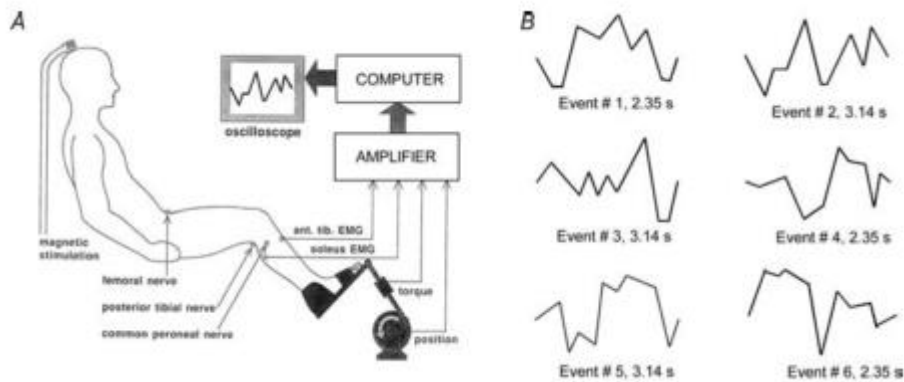 A
COMPUTER
oscilloscope
AMPLIFIER
ant. tib. EMG
soleus EMG
magnetic
stimulation
femoral nerve
posterior tibial nerve
common peroneal nerve
torque
position
B
Event # 1, 2.35 s
Event # 2, 3.14 s
Event # 3, 3.14 s
Event # 4, 2.35 s
Event # 5, 3.14 s
Event # 6, 2.35 s